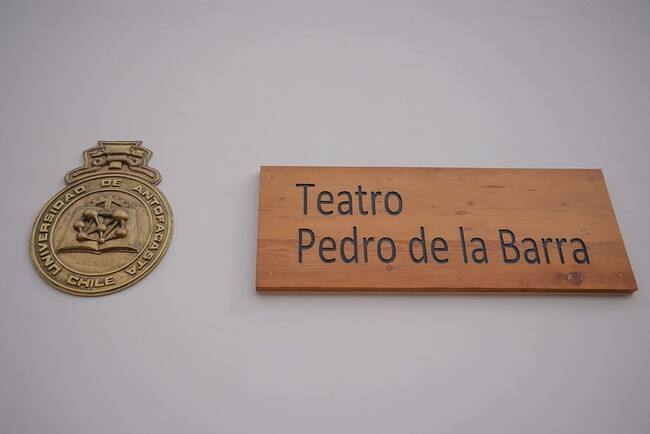 UNIVERSIDAD DE ANTOFAGASTA
CHILE
Teatro
Pedro de la Barra